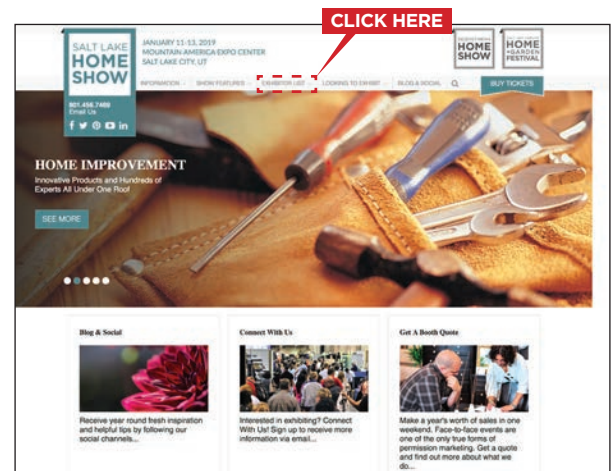 CLICK HERE
SALT LAKE
HOME
SHOW
JANUARY 11-13, 2019
MOUNTAIN AMERICA EXPO CENTER
SALT LAKE CITY, UT
HOME
SHOW
HOME
+GARDEN
FESTIVAL
INFORMATION
SHOW FEATURES
EXHIBITOR LIST
LOOKING TO EXHIBIT
BLOG & SOCIAL
BUY TICKETS
801.456.7469
Email Us
HOME IMPROVEMENT
Innovative Products and Hundreds of
Experts All Under One Roof
SEE MORE
Blog & Social
Receive year round fresh inspiration
and helpful tips by following our
social channels...
Connect With Us
Interested in exhibiting? Connect
With Us! Sign up to receive more
information via email...
Get A Booth Quote
Make a year's worth of sales in one
weekend. Face-to-face events are
one of the only true forms of
permission marketing. Get a quote
and find out more about what we
do...